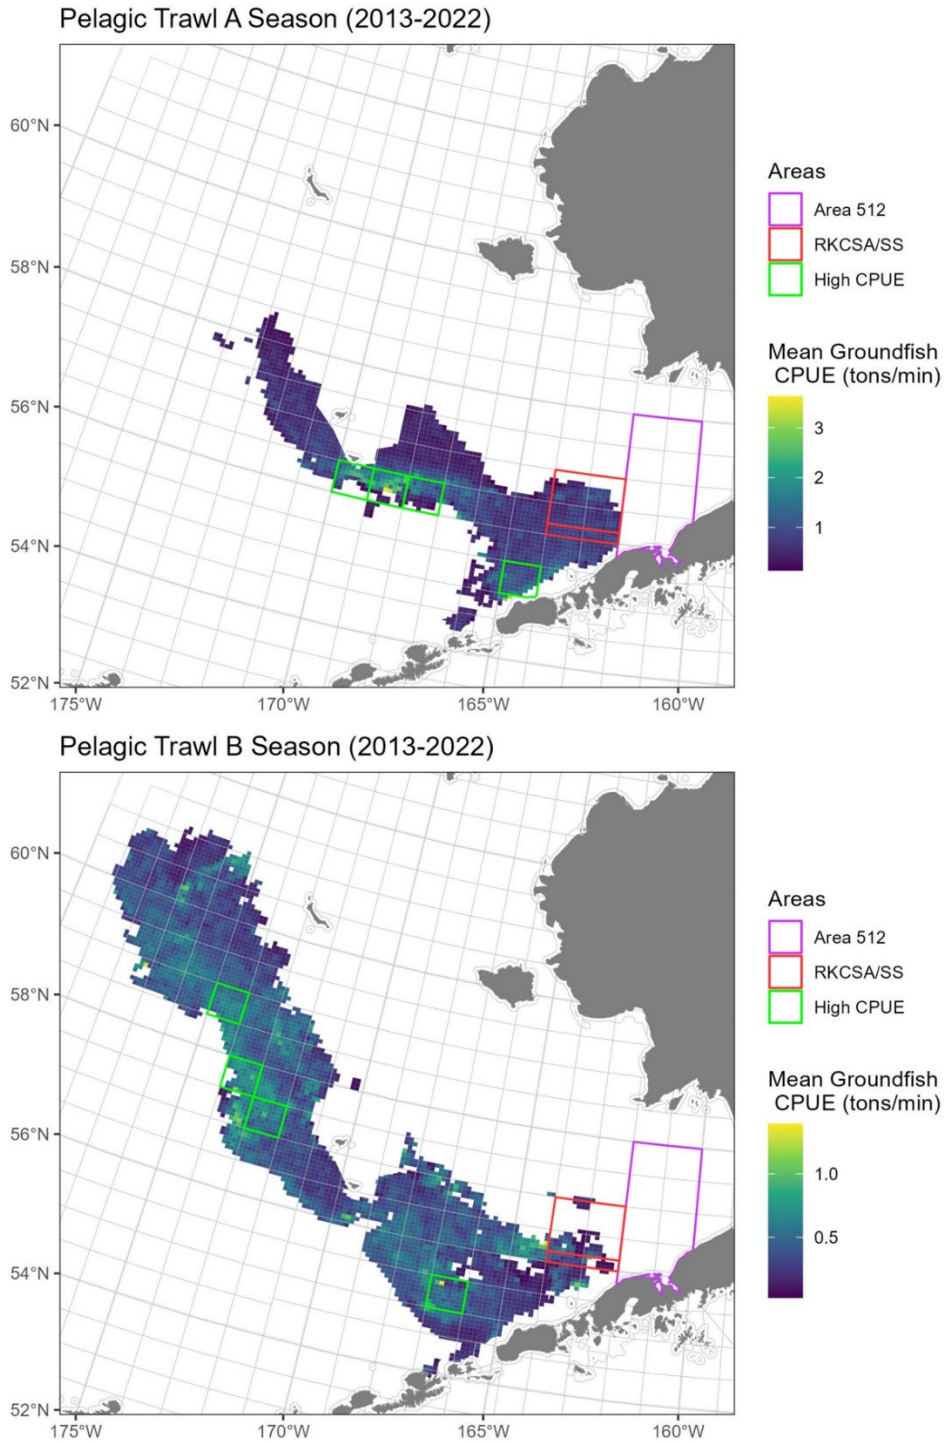 Pelagic Trawl A Season (2013-2022)
60°N
58°N
56°N
54°N
52°N
175°W
170°W
165°W
160°W
Areas
Area 512
RKCSA/SS
High CPUE
Mean Groundfish
CPUE (tons/min)
3
2
1
Pelagic Trawl B Season (2013-2022)
60°N
58°N
56°N
54°N
52°N
175°W
170°W
165°W
160°W
Areas
Area 512
RKCSA/SS
High CPUE
Mean Groundfish
CPUE (tons/min)
1.0
0.5